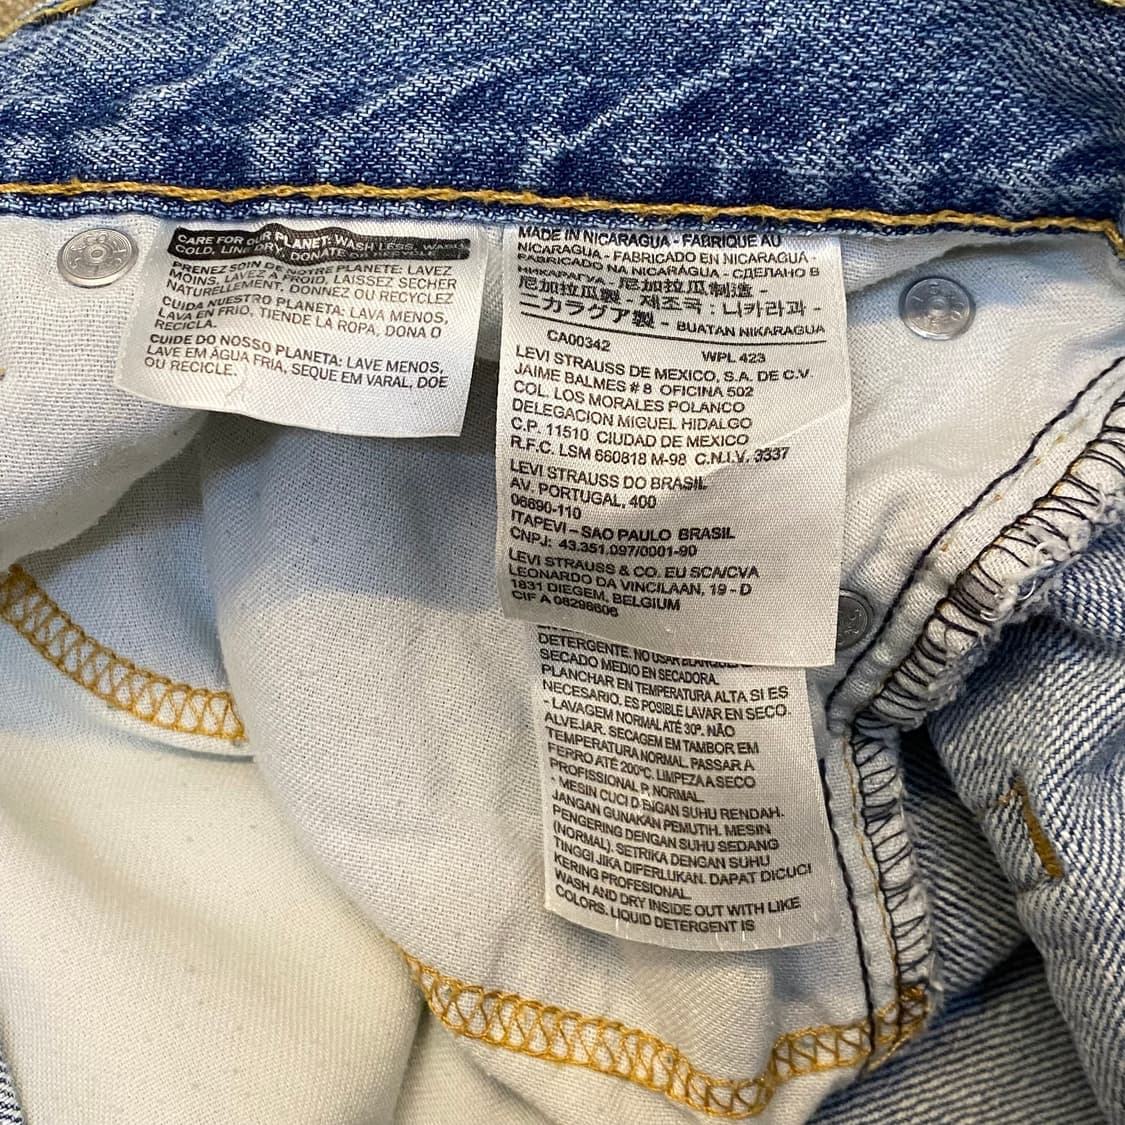 CARE FOR OUR PLANET: WASH LESS, WASH
COLD, LINE DRY, DONATE OR RECYCLE.
PRENEZ SOIN DE NOTRE PLANETE: LAVEZ
MOINS, LAVEZ A FROID, LAISSEZ SECHER
NATURELLEMENT, DONNEZ OU RECYCLEZ
CUIDA NUESTRO PLANETA: LAVA MENOS,
LAVA EN FRIO, TIENDE LA ROPA, DONA O
RECICLA.
CUIDE DO NOSSO PLANETA: LAVE MENOS,
LAVE EM ÁGUA FRIA, SEQUE EM VARAL, DOE
OU RECICLE.
MADE IN NICARAGUA - FABRIQUE AU
NICARAGUA - FABRICADO EN NICARAGUA -
FABRICADO NA NICARÁGUA - СДЕЛАНО В
НИКАРАГУА - 尼加拉瓜制造 -
尼加拉瓜製 - 제조국 : 니카라과 -
ニカラグア製 - BUATAN NIKARAGUA
CA00342 WPL 423
LEVI STRAUSS DE MEXICO, S.A. DE C.V.
JAIME BALMES # 8 OFICINA 502
COL. LOS MORALES POLANCO
DELEGACION MIGUEL HIDALGO
C.P. 11510 CIUDAD DE MEXICO
R.F.C. LSM 660818 M-98 C.N.I.V. 3337
LEVI STRAUSS DO BRASIL
AV. PORTUGAL, 400
06690-110
ITAPEVI – SAO PAULO BRASIL
CNPJ: 43.351.097/0001-90
LEVI STRAUSS & CO. EU SCA/CVA
LEONARDO DA VINCILAAN, 19 - D
1831 DIEGEM, BELGIUM
CIF A 08298606
DETERGENTE. NO USAR BLANQUEADOR.
SECADO MEDIO EN SECADORA.
PLANCHAR EN TEMPERATURA ALTA SI ES
NECESARIO. ES POSIBLE LAVAR EN SECO.
- LAVAGEM NORMAL ATÉ 30º. NÃO
ALVEJAR. SECAGEM EM TAMBOR EM
TEMPERATURA NORMAL. PASSAR A
FERRO ATÉ 200ºC. LIMPEZA A SECO
PROFISSIONAL P, NORMAL.
- MESIN CUCI DENGAN SUHU RENDAH.
JANGAN GUNAKAN PEMUTIH. MESIN
PENGERING DENGAN SUHU SEDANG
(NORMAL). SETRIKA DENGAN SUHU
TINGGI JIKA DIPERLUKAN. DAPAT DICUCI
KERING PROFESIONAL.
WASH AND DRY INSIDE OUT WITH LIKE
COLORS. LIQUID DETERGENT IS